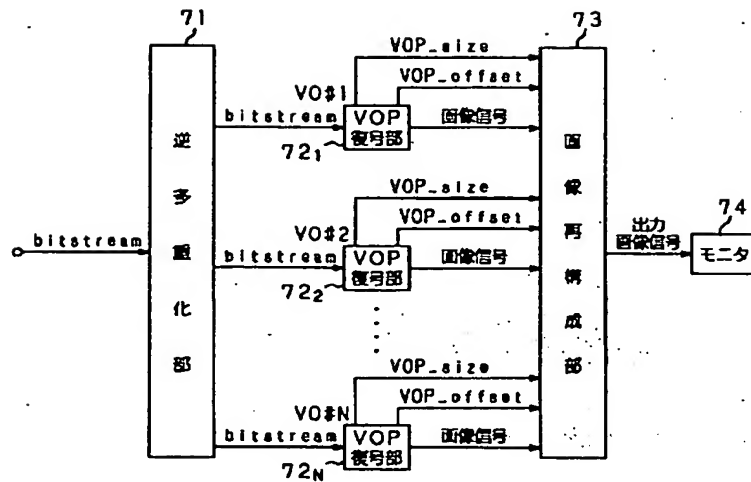 71
73
VOP_size
VOP_offset
VO#1
bitstream
VOP
復号部
画像信号
72₁
逆多重化部
画像再構成部
VOP_size
VOP_offset
VO#2
bitstream
bitstream
VOP
復号部
画像信号
72₂
出力
画像信号
74
モニタ
VOP_size
VOP_offset
VO#N
bitstream
VOP
復号部
画像信号
72N